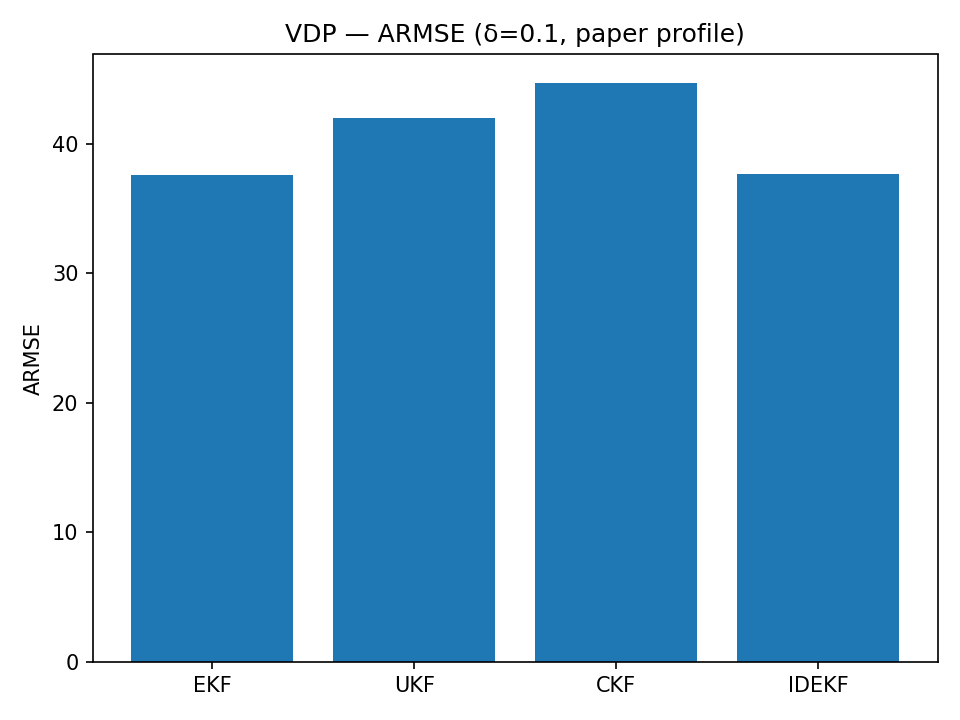 VDP — ARMSE (δ=0.1, paper profile)
ARMSE
40
30
20
10
0
EKF UKF CKF IDEKF